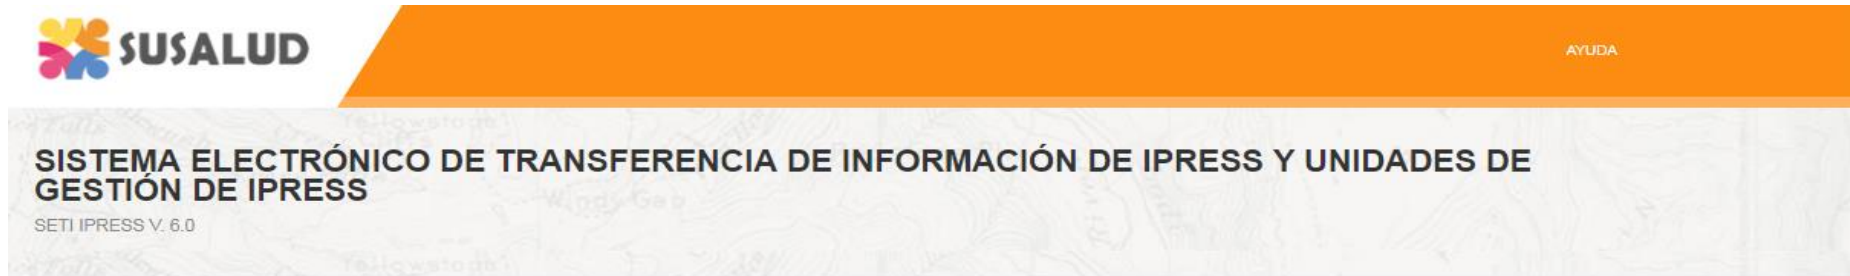 SUSALUD
AYUDA
SISTEMA ELECTRÓNICO DE TRANSFERENCIA DE INFORMACIÓN DE IPRESS Y UNIDADES DE
GESTIÓN DE IPRESS
SETI IPRESS V. 6.0